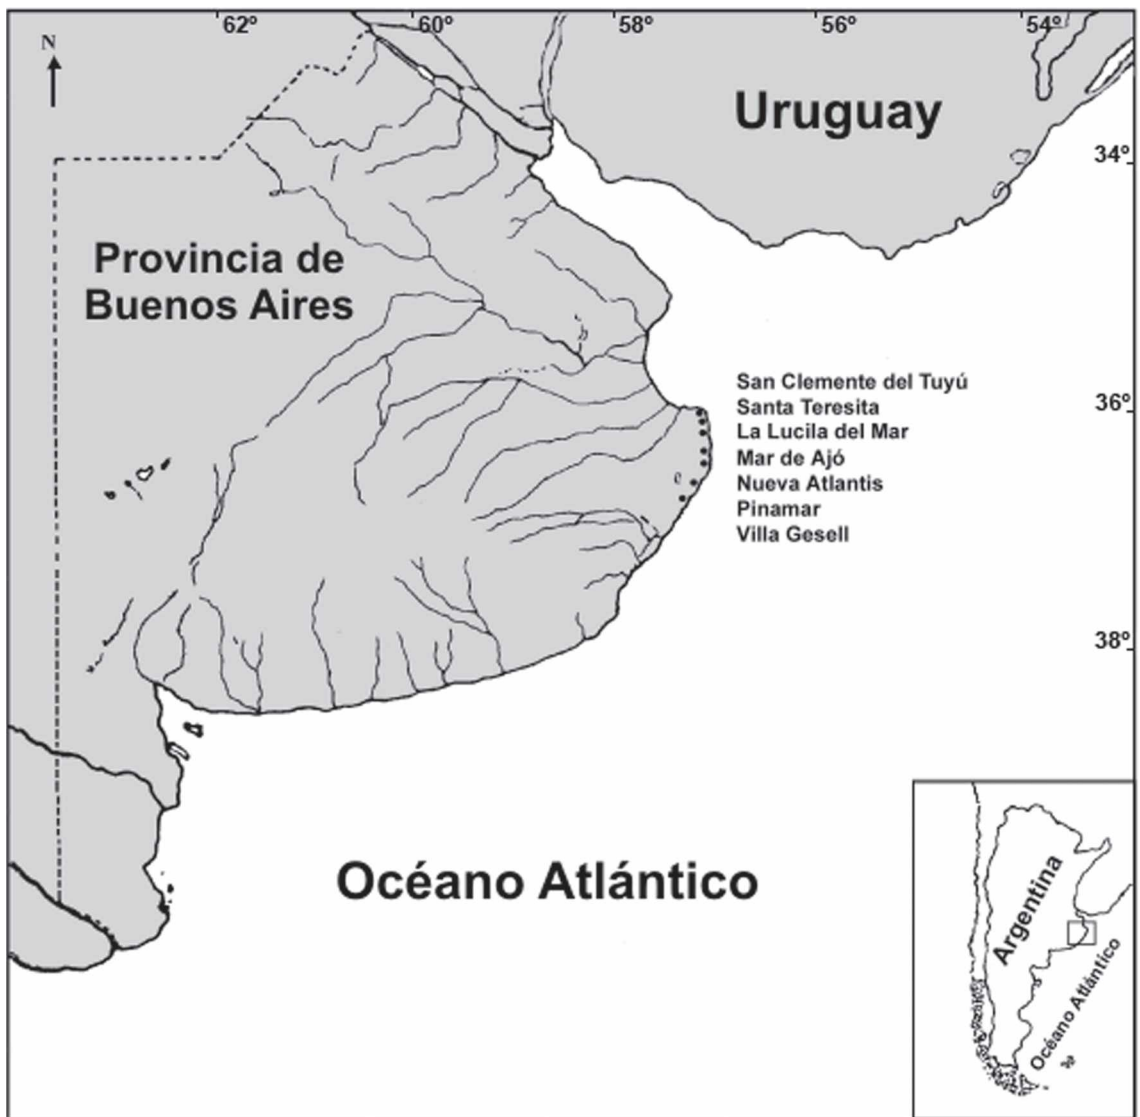 62º 60º 58º 56º 54º
N
Uruguay
34º
Provincia de
Buenos Aires
San Clemente del Tuyú
36º
Santa Teresita
La Lucila del Mar
Mar de Ajó
Nueva Atlantis
Pinamar
Villa Gesell
38º
Océano Atlántico
Argentina
Océano Atlántico